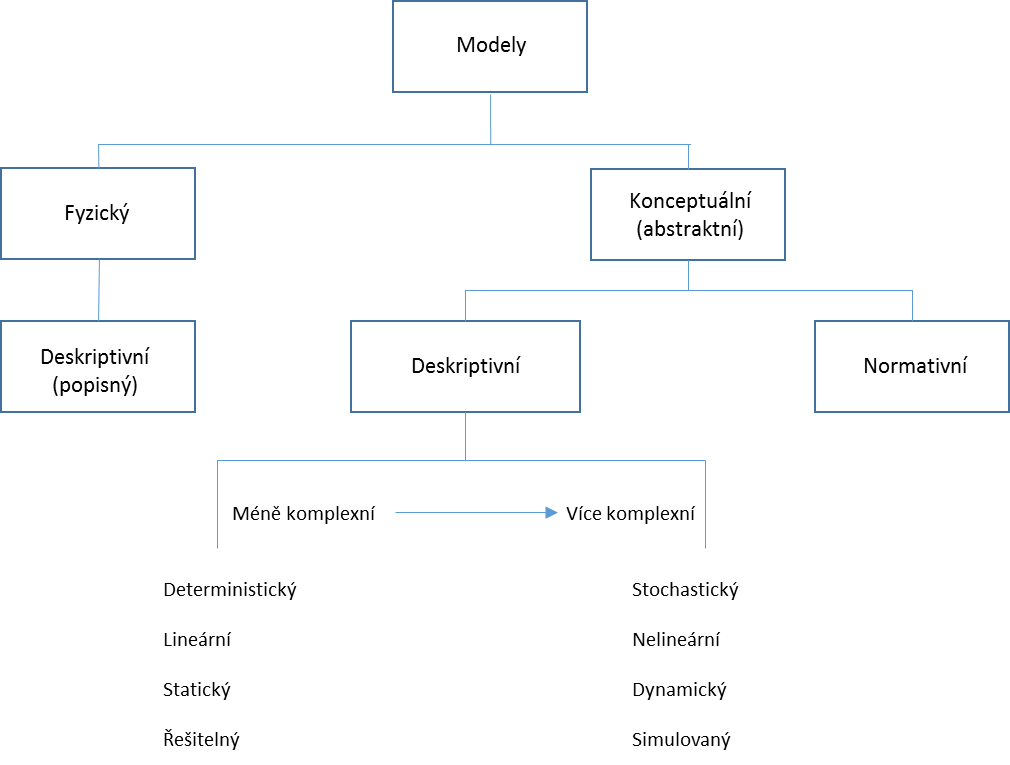 Modely
Fyzický
Konceptuální
(abstraktní)
Deskriptivní
(popisný)
Deskriptivní
Normativní
Méně komplexní
Více komplexní
Deterministický
Stochastický
Lineární
Nelineární
Statický
Dynamický
Řešitelný
Simulovaný